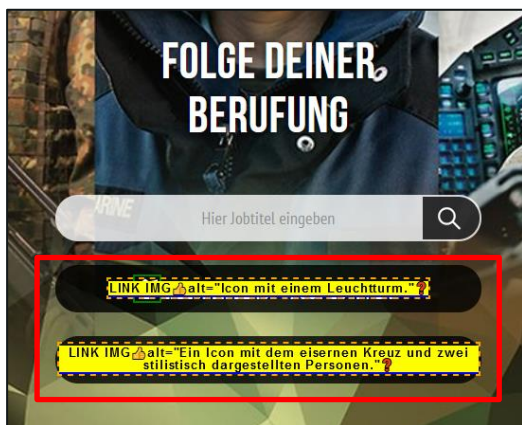 FOLGE DEINER
BERUFUNG
MARINE
Hier Jobtitel eingeben
LINK IMG👍alt="Icon mit einem Leuchtturm."❓
LINK IMG👍alt="Ein Icon mit dem eisernen Kreuz und zwei
stilistisch dargestellten Personen."❓